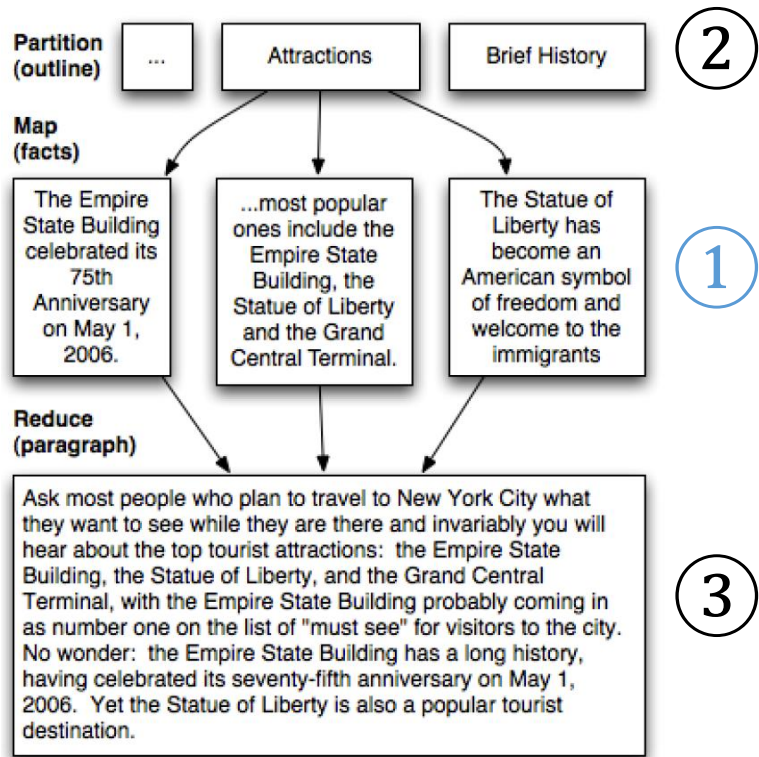 Partition
(outline)
...
Attractions
Brief History
②
Map
(facts)
The Empire
State Building
celebrated its
75th
Anniversary
on May 1,
2006.
...most popular
ones include the
Empire State
Building, the
Statue of Liberty
and the Grand
Central Terminal.
The Statue of
Liberty has
become an
American symbol
of freedom and
welcome to the
immigrants
①
Reduce
(paragraph)
Ask most people who plan to travel to New York City what
they want to see while they are there and invariably you will
hear about the top tourist attractions:  the Empire State
Building, the Statue of Liberty, and the Grand Central
Terminal, with the Empire State Building probably coming in
as number one on the list of "must see" for visitors to the city.
No wonder:  the Empire State Building has a long history,
having celebrated its seventy-fifth anniversary on May 1,
2006.  Yet the Statue of Liberty is also a popular tourist
destination.
③